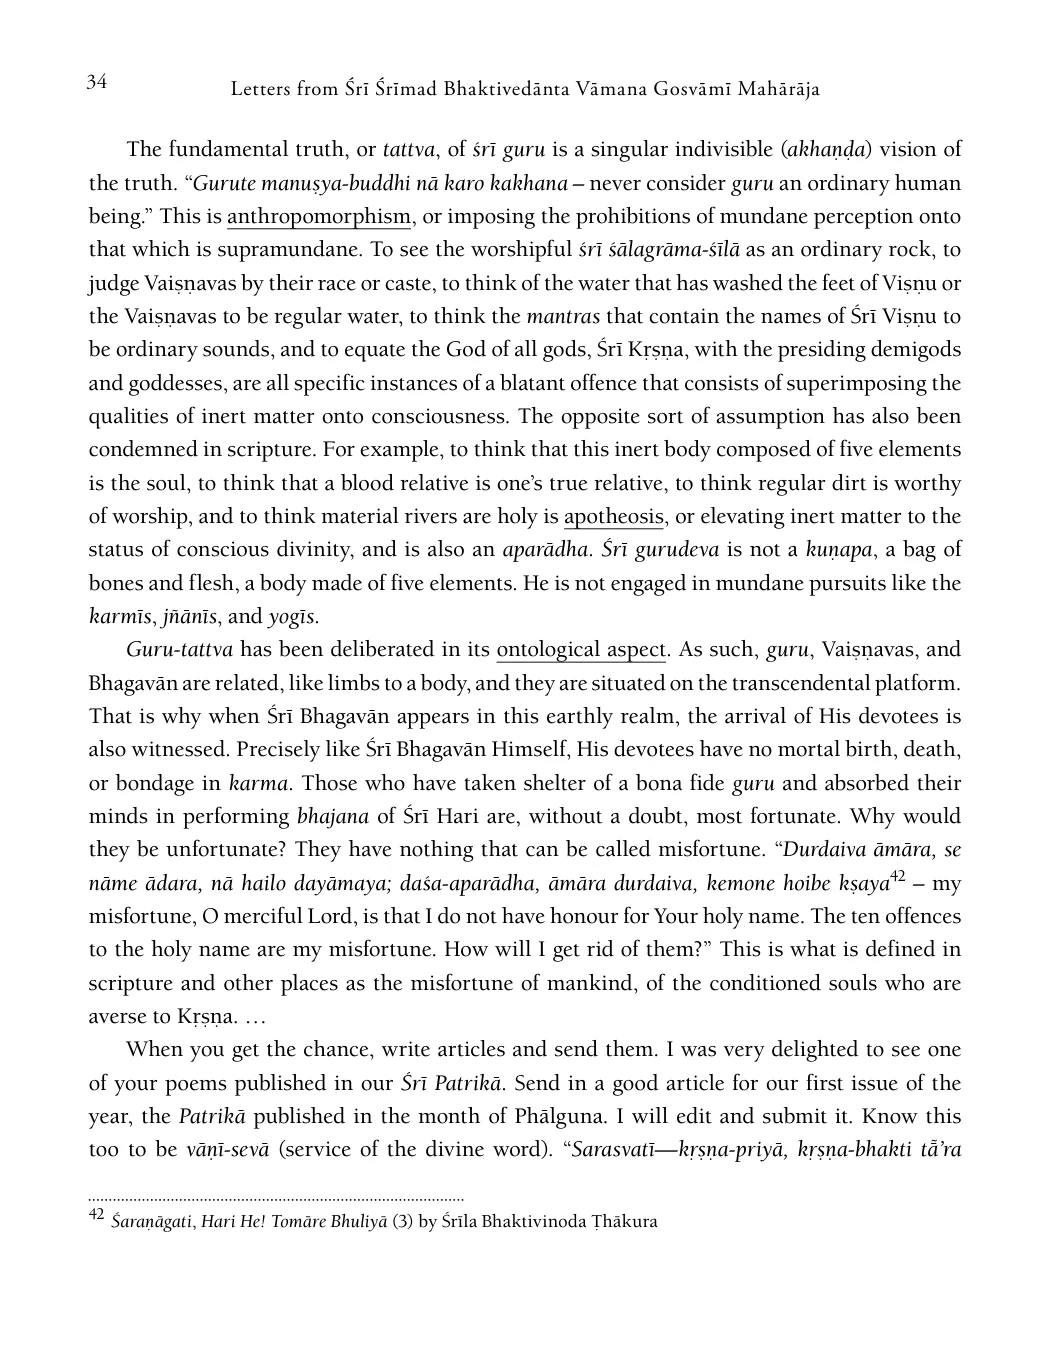 34
Letters from Śrī Śrīmad Bhaktivedānta Vāmana Gosvāmī Mahārāja
The fundamental truth, or tattva, of śrī guru is a singular indivisible (akhaṇḍa) vision of
the truth. “Gurute manuṣya-buddhi nā karo kakhana – never consider guru an ordinary human
being.” This is anthropomorphism, or imposing the prohibitions of mundane perception onto
that which is supramundane. To see the worshipful śrī śālagrāma-śīlā as an ordinary rock, to
judge Vaiṣṇavas by their race or caste, to think of the water that has washed the feet of Viṣṇu or
the Vaiṣṇavas to be regular water, to think the mantras that contain the names of Śrī Viṣṇu to
be ordinary sounds, and to equate the God of all gods, Śrī Kṛṣṇa, with the presiding demigods
and goddesses, are all specific instances of a blatant offence that consists of superimposing the
qualities of inert matter onto consciousness. The opposite sort of assumption has also been
condemned in scripture. For example, to think that this inert body composed of five elements
is the soul, to think that a blood relative is one’s true relative, to think regular dirt is worthy
of worship, and to think material rivers are holy is apotheosis, or elevating inert matter to the
status of conscious divinity, and is also an aparādha. Śrī gurudeva is not a kuṇapa, a bag of
bones and flesh, a body made of five elements. He is not engaged in mundane pursuits like the
karmīs, jñānīs, and yogīs.
Guru-tattva has been deliberated in its ontological aspect. As such, guru, Vaiṣṇavas, and
Bhagavān are related, like limbs to a body, and they are situated on the transcendental platform.
That is why when Śrī Bhagavān appears in this earthly realm, the arrival of His devotees is
also witnessed. Precisely like Śrī Bhagavān Himself, His devotees have no mortal birth, death,
or bondage in karma. Those who have taken shelter of a bona fide guru and absorbed their
minds in performing bhajana of Śrī Hari are, without a doubt, most fortunate. Why would
they be unfortunate? They have nothing that can be called misfortune. “Durdaiva āmāra, se
nāme ādara, nā hailo dayāmaya; daśa-aparādha, āmāra durdaiva, kemone hoibe kṣaya42 – my
misfortune, O merciful Lord, is that I do not have honour for Your holy name. The ten offences
to the holy name are my misfortune. How will I get rid of them?” This is what is defined in
scripture and other places as the misfortune of mankind, of the conditioned souls who are
averse to Kṛṣṇa. …
When you get the chance, write articles and send them. I was very delighted to see one
of your poems published in our Śrī Patrikā. Send in a good article for our first issue of the
year, the Patrikā published in the month of Phālguna. I will edit and submit it. Know this
too to be vāṇī-sevā (service of the divine word). “Sarasvatī—kṛṣṇa-priyā, kṛṣṇa-bhakti tā̐’ra
42 Śaraṇāgati, Hari He! Tomāre Bhuliyā (3) by Śrīla Bhaktivinoda Ṭhākura